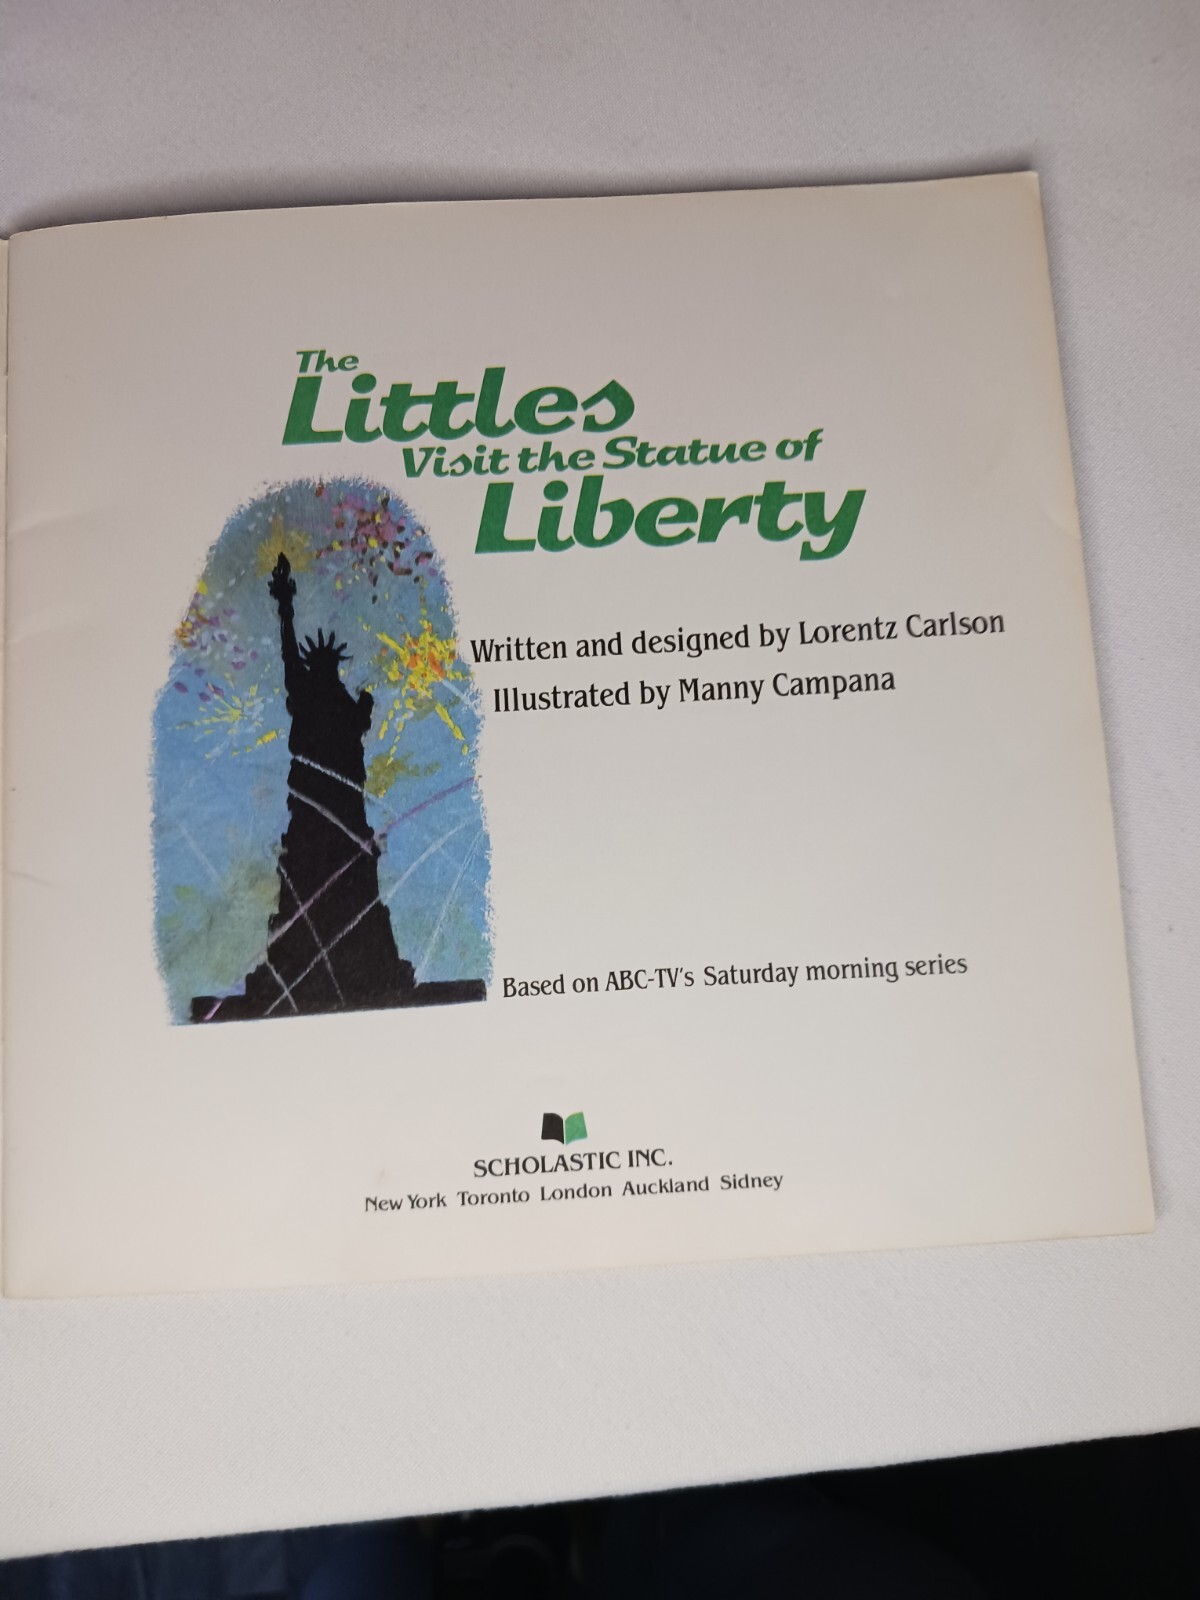 The
Littles
Visit the Statue of
Liberty
Written and designed by Lorentz Carlson
Illustrated by Manny Campana
Based on ABC-TV's Saturday morning series
SCHOLASTIC INC.
New York Toronto London Auckland Sidney